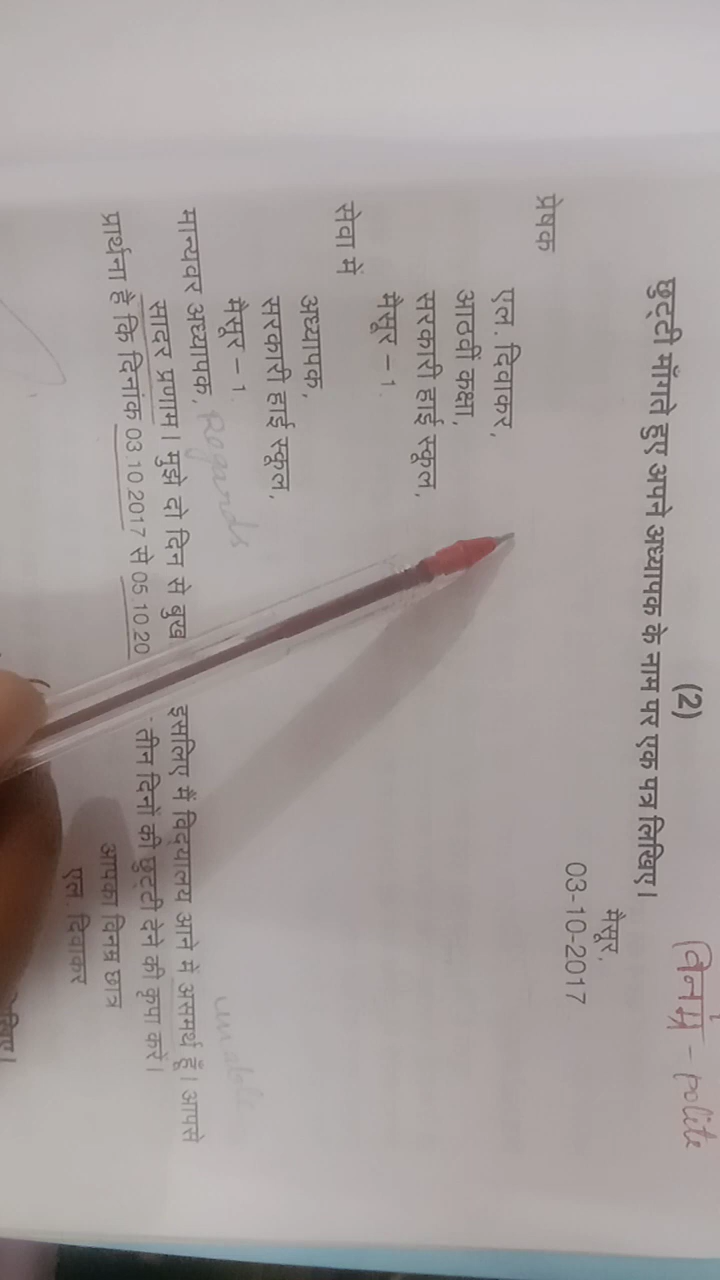 विनम्र - polite
(2)
छुट्टी माँगते हुए अपने अध्यापक के नाम पर एक पत्र लिखिए।
मैसूर,
03-10-2017
प्रेषक
एल. दिवाकर,
आठवीं कक्षा,
सरकारी हाई स्कूल,
मैसूर – 1.
सेवा में
अध्यापक,
सरकारी हाई स्कूल,
मैसूर – 1.
मान्यवर अध्यापक, Regards unable
सादर प्रणाम। मुझे दो दिन से बुख इसलिए मैं विद्यालय आने में असमर्थ हूँ। आपसे
प्रार्थना है कि दिनांक 03.10.2017 से 05.10.20 तीन दिनों की छुट्टी देने की कृपा करें।
आपका विनम्र छात्र
एल. दिवाकर